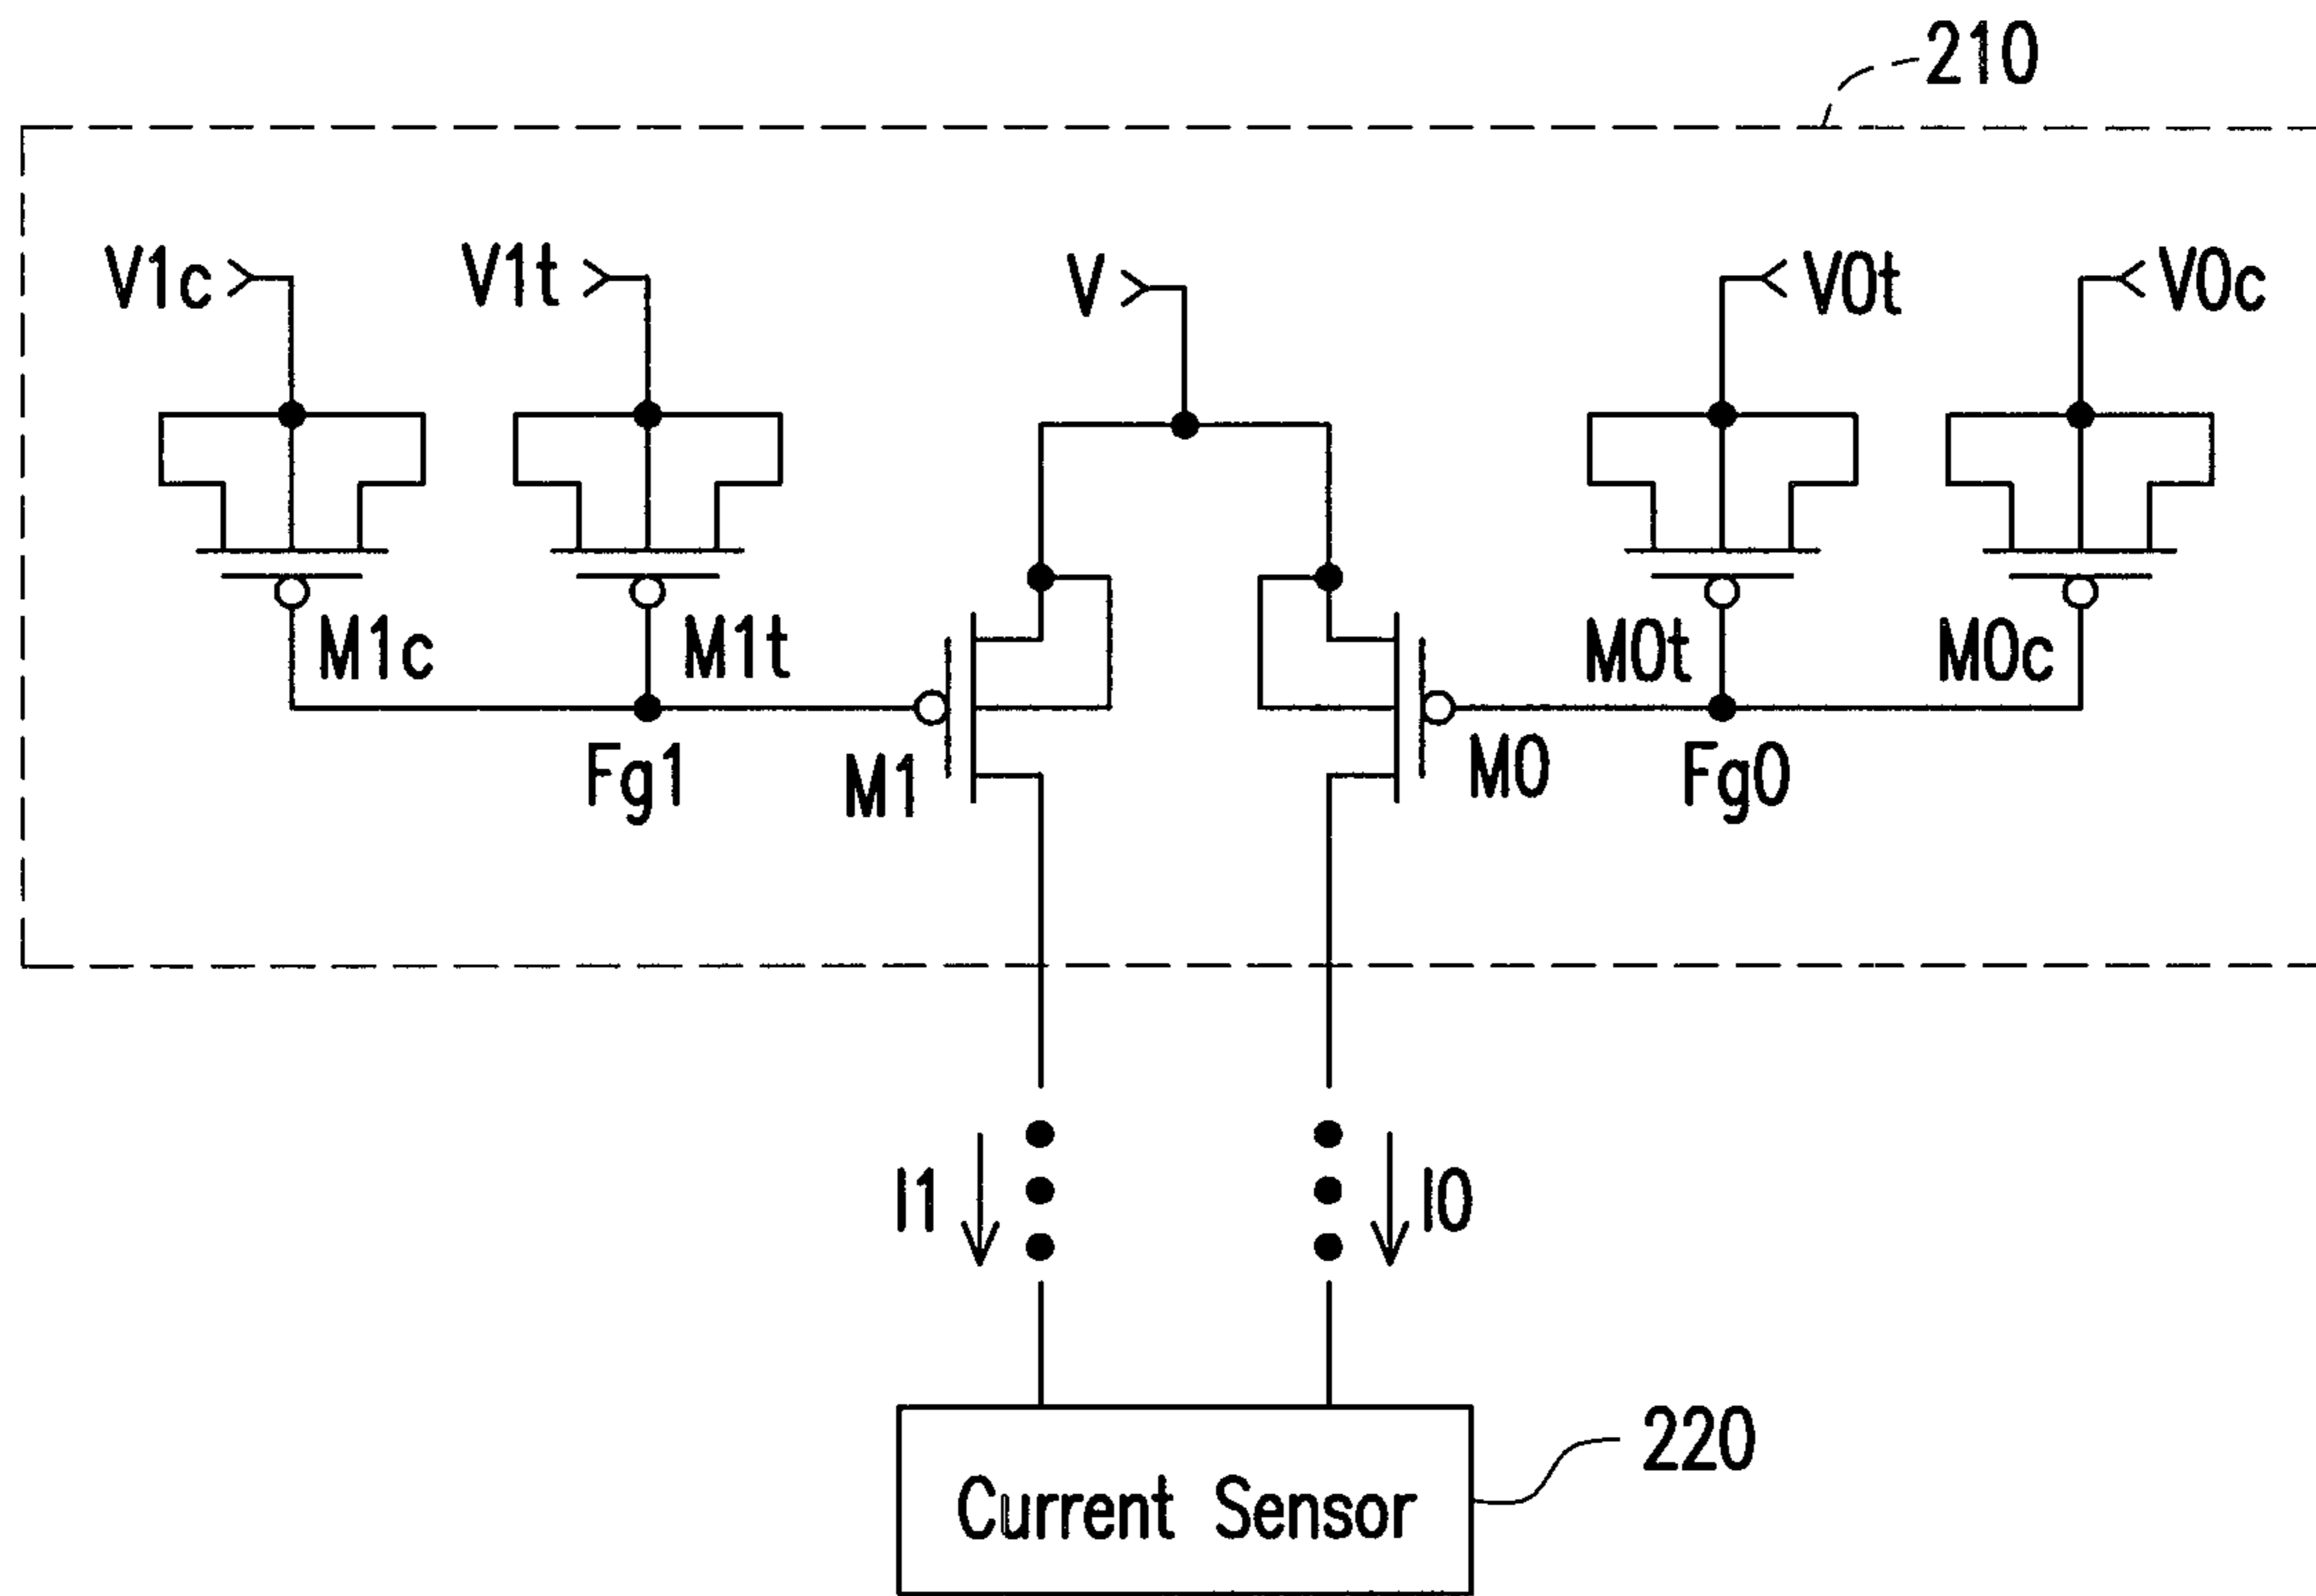 210
V1c
V1t
V
V0t
V0c
M1c
M1t
M0t
M0c
Fg1
M1
M0
Fg0
I1
I0
220
Current Sensor